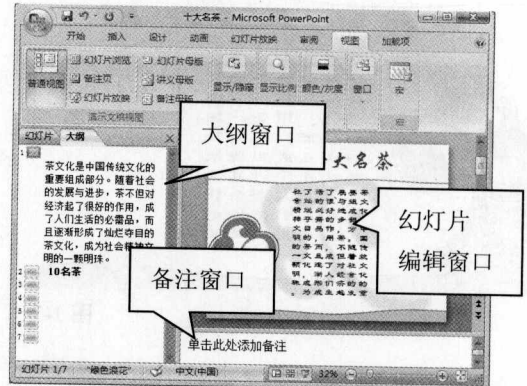 十大名茶 - Microsoft PowerPoint
开始 插入 设计 动画 幻灯片放映 审阅 视图 加载项
普通视图
幻灯片浏览
备注页
幻灯片放映
幻灯片母版
讲义母版
备注母版
演示文稿视图
显示/隐藏 显示比例 颜色/灰度 窗口 宏
宏
幻灯片 大纲
大纲窗口
1
茶文化是中国传统文化的
重要组成部分。随着社会
的发展与进步，茶不但对
经济起了很好的作用，成
了人们生活的必需品，而
且逐渐形成了灿烂夺目的
茶文化，成为社会精神文
明的一颗明珠。
2 10名茶
3
4
5
6
7
大名茶
幻灯片
编辑窗口
备注窗口
单击此处添加备注
幻灯片 1/7 中文(中国) 32%